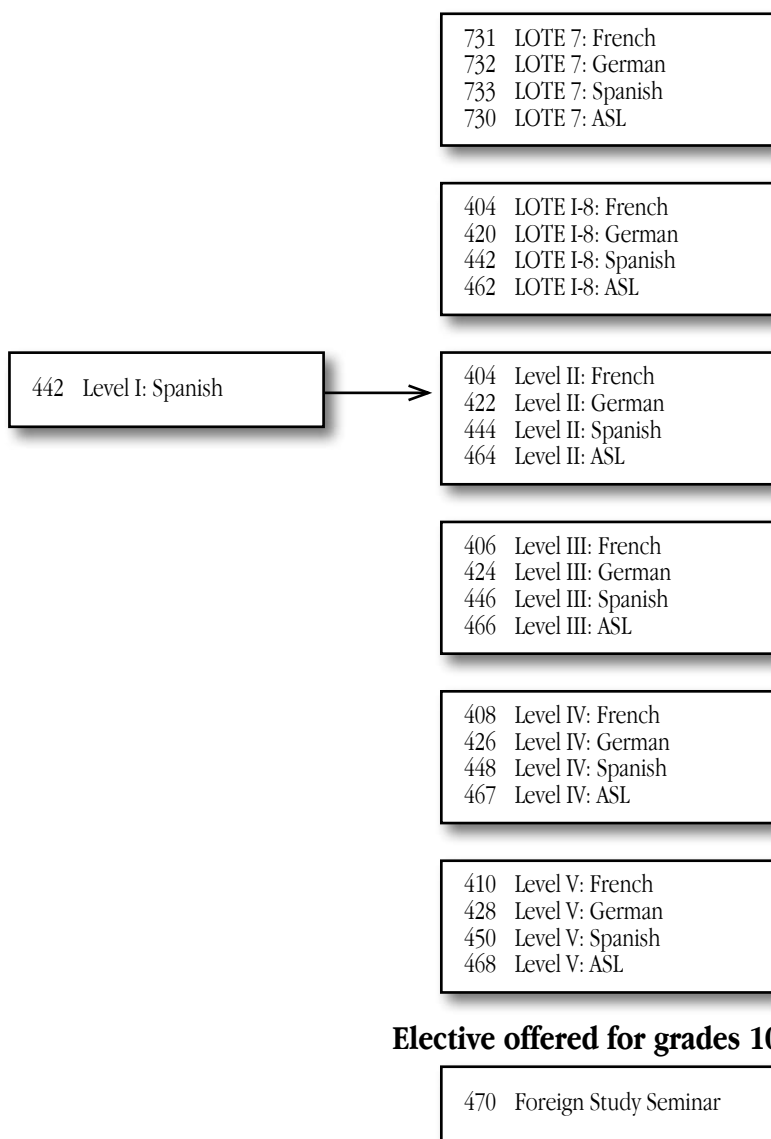 731 LOTE 7: French
732 LOTE 7: German
733 LOTE 7: Spanish
730 LOTE 7: ASL
404 LOTE I-8: French
420 LOTE I-8: German
442 LOTE I-8: Spanish
462 LOTE I-8: ASL
442 Level I: Spanish
404 Level II: French
422 Level II: German
444 Level II: Spanish
464 Level II: ASL
406 Level III: French
424 Level III: German
446 Level III: Spanish
466 Level III: ASL
408 Level IV: French
426 Level IV: German
448 Level IV: Spanish
467 Level IV: ASL
410 Level V: French
428 Level V: German
450 Level V: Spanish
468 Level V: ASL
Elective offered for grades 10
470 Foreign Study Seminar